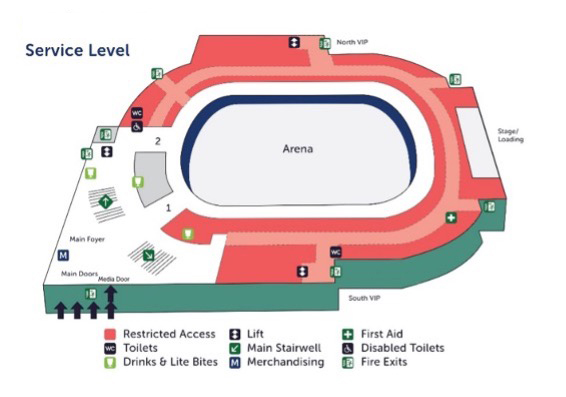 Service Level
North VIP
WC
2
Arena
Stage/
Loading
1
Main Foyer
M
Main Doors
Media Door
WC
South VIP
Restricted Access
Lift
First Aid
WC Toilets
Main Stairwell
Disabled Toilets
Drinks & Lite Bites
M Merchandising
Fire Exits